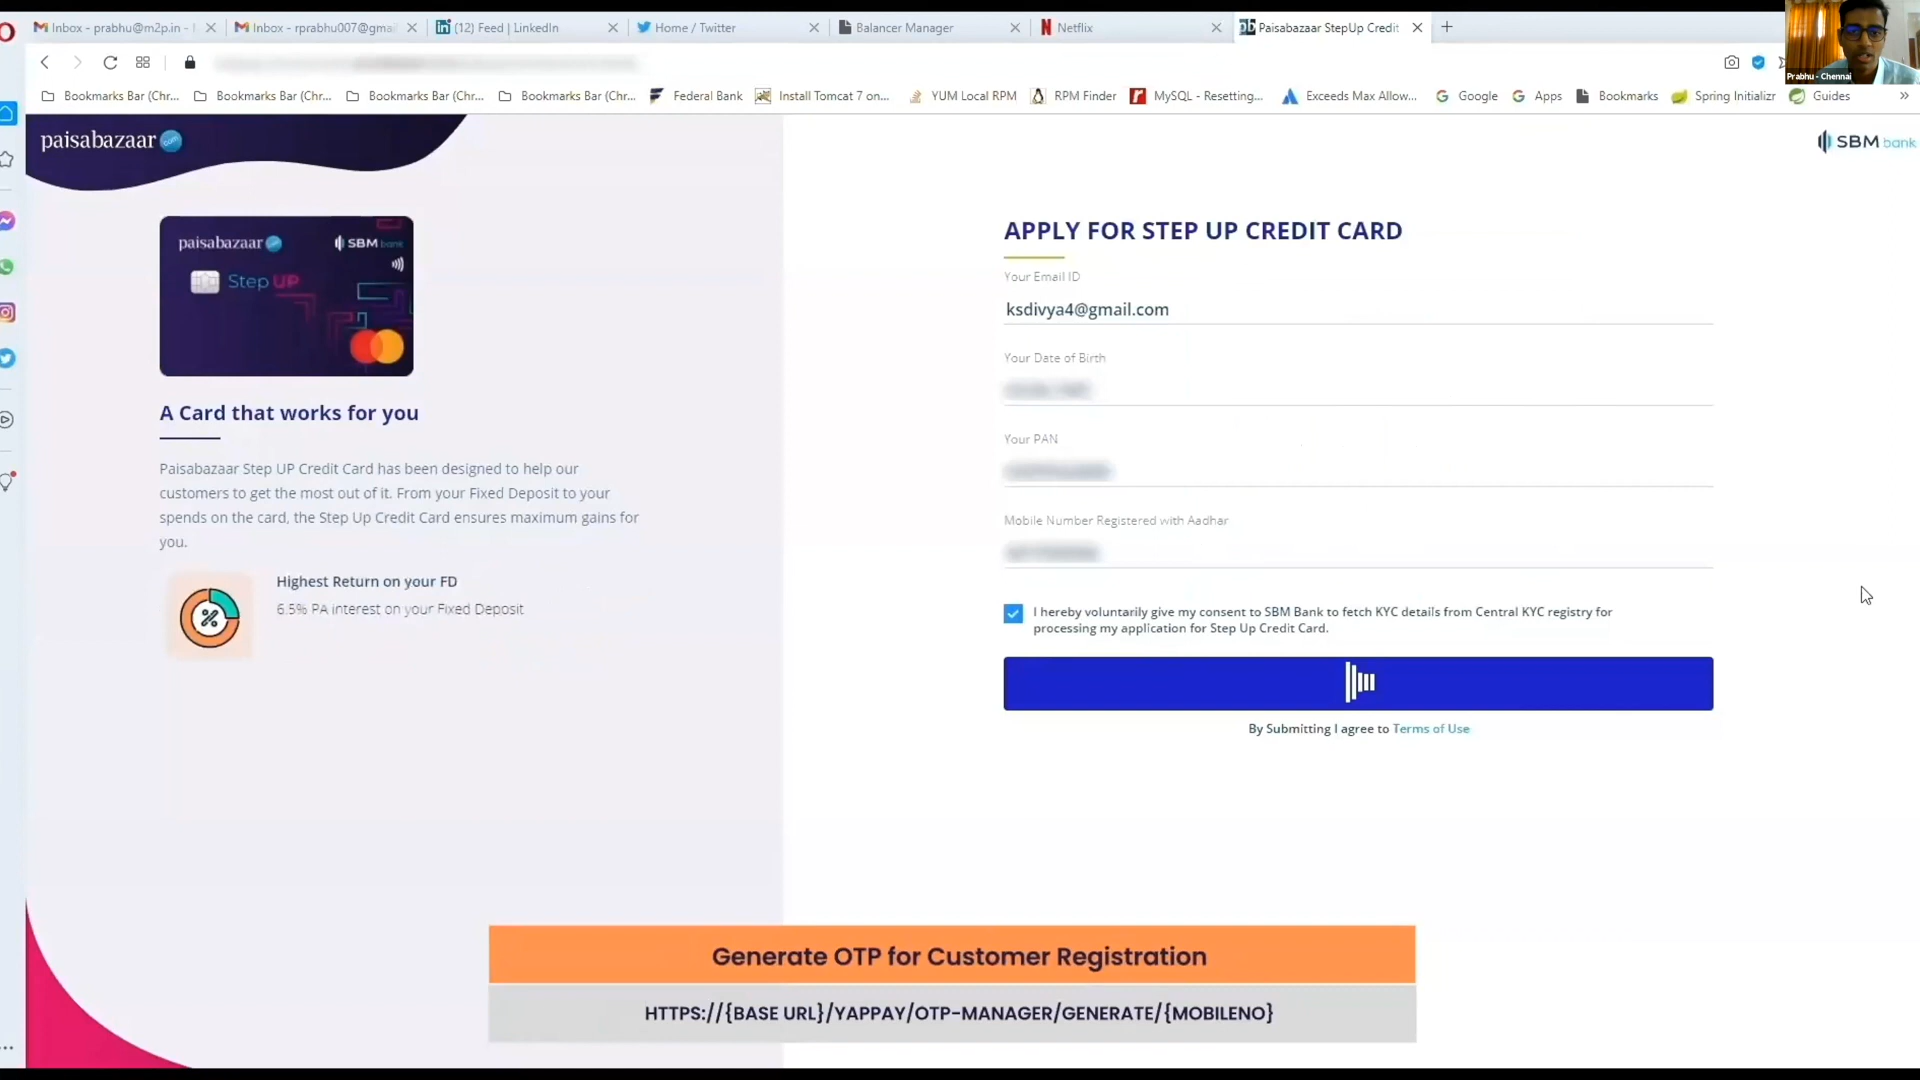 Inbox - prabhu@m2p.in -
Inbox - rprabhu007@gmai
(12) Feed | LinkedIn
Home / Twitter
Balancer Manager
Netflix
Paisabazaar StepUp Credit
Prabhu - Chennai
Bookmarks Bar (Chr...
Bookmarks Bar (Chr...
Bookmarks Bar (Chr...
Bookmarks Bar (Chr...
Federal Bank
Install Tomcat 7 on...
YUM Local RPM
RPM Finder
MySQL - Resetting...
Exceeds Max Allow...
Google
Apps
Bookmarks
Spring Initializr
Guides
paisabazaar com
SBM bank
paisabazaar
SBM bank
Step UP
A Card that works for you
Paisabazaar Step UP Credit Card has been designed to help our
customers to get the most out of it. From your Fixed Deposit to your
spends on the card, the Step Up Credit Card ensures maximum gains for
you.
Highest Return on your FD
6.5% PA interest on your Fixed Deposit
APPLY FOR STEP UP CREDIT CARD
Your Email ID
ksdivya4@gmail.com
Your Date of Birth
Your PAN
Mobile Number Registered with Aadhar
I hereby voluntarily give my consent to SBM Bank to fetch KYC details from Central KYC registry for
processing my application for Step Up Credit Card.
By Submitting I agree to Terms of Use
Generate OTP for Customer Registration
HTTPS://{BASE URL}/YAPPAY/OTP-MANAGER/GENERATE/{MOBILENO}